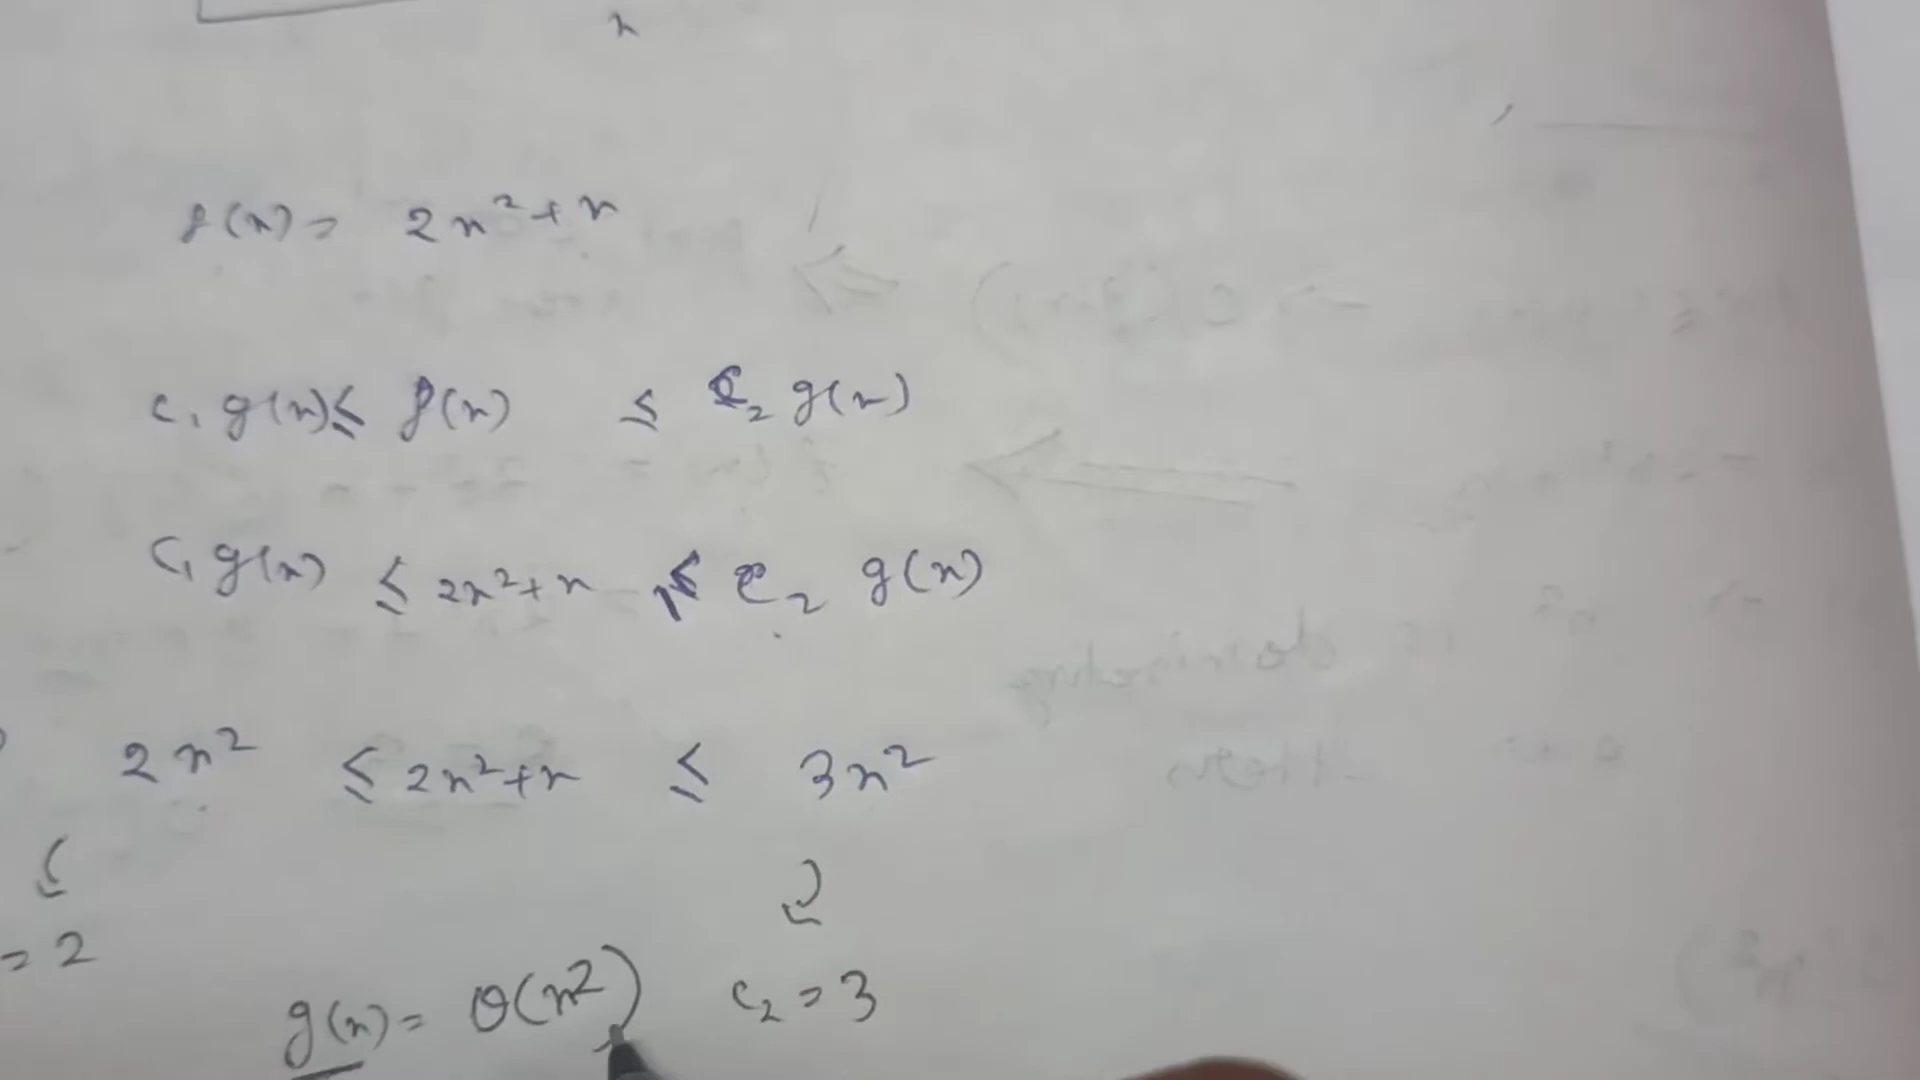 n
f(n) = 2n²+n
c₁ g(n) ≤ f(n) ≤ c₂ g(n)
c₁ g(n) ≤ 2n²+n ≤ c₂ g(n)
2n² ≤ 2n²+n ≤ 3n²
= 2
g(n) = θ(n²) c₂ = 3